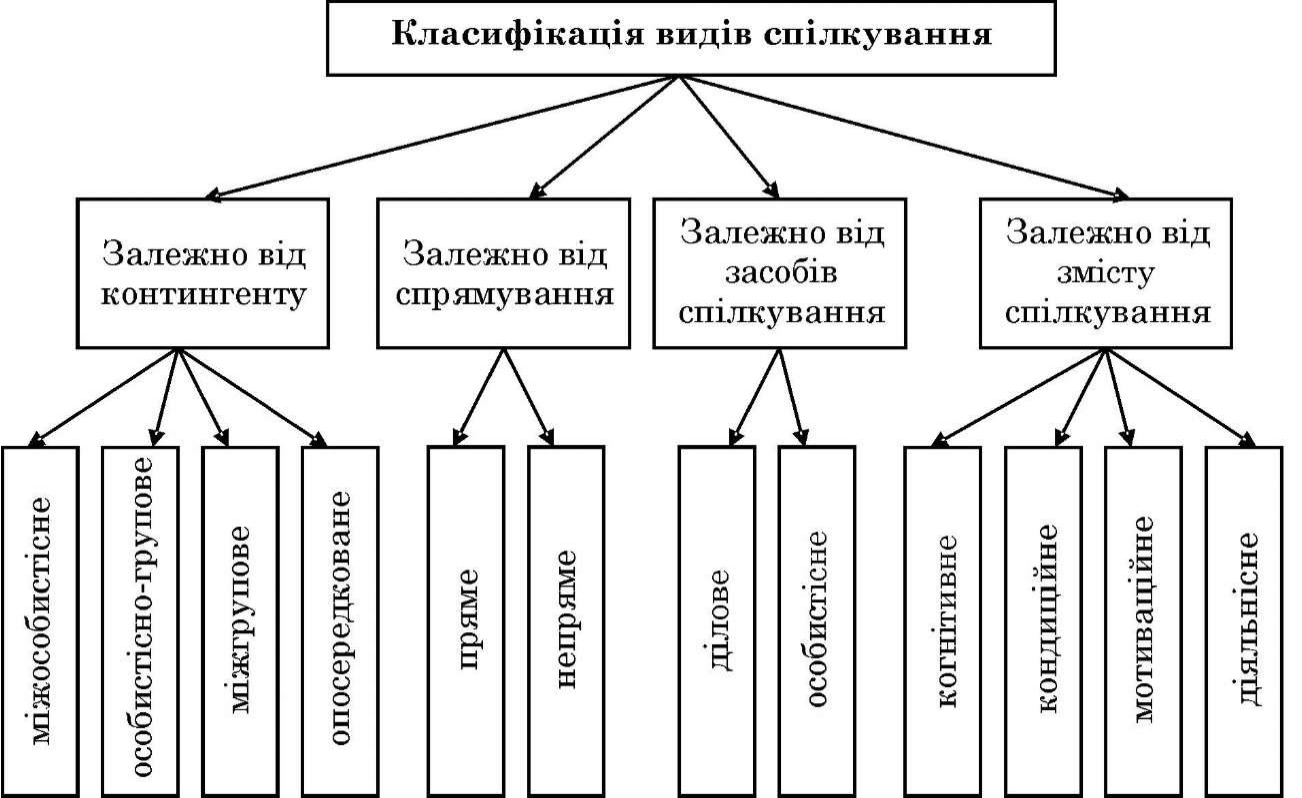 Класифікація видів спілкування
Залежно від
контингенту
Залежно від
спрямування
Залежно від
засобів
спілкування
Залежно від
змісту
спілкування
міжособистісне
особистісно-групове
міжгрупове
опосередковане
пряме
непряме
ділове
особистісне
когнітивне
кондиційне
мотиваційне
діяльнісне